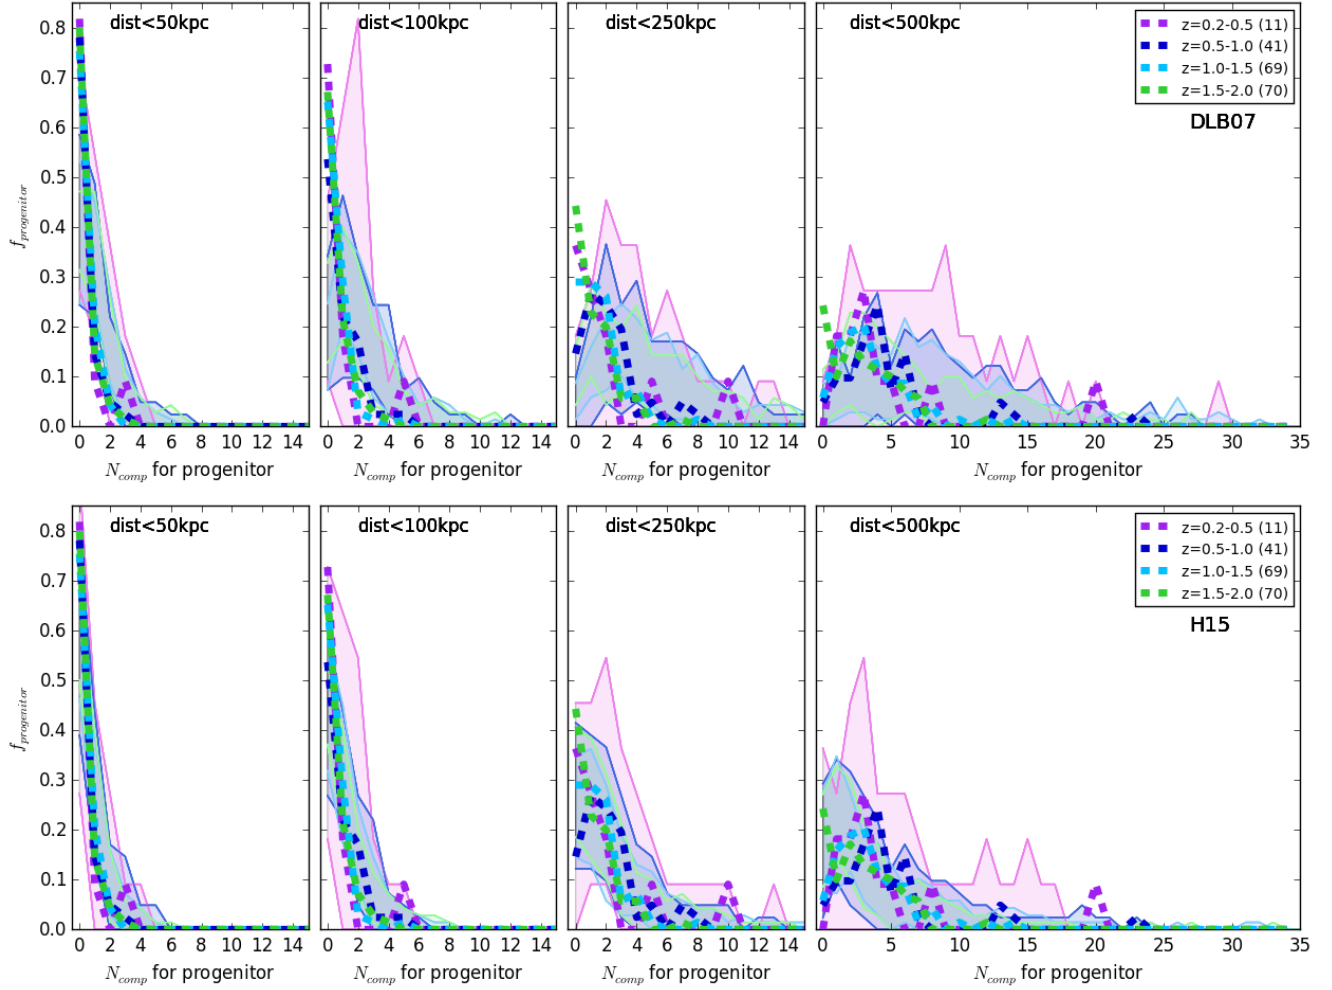 dist<50kpc
dist<100kpc
dist<250kpc
dist<500kpc
z=0.2-0.5 (11)
z=0.5-1.0 (41)
z=1.0-1.5 (69)
z=1.5-2.0 (70)
DLB07
f_progenitor
0.8
0.7
0.6
0.5
0.4
0.3
0.2
0.1
0.0
0 2 4 6 8 10 12 14
0 2 4 6 8 10 12 14
0 2 4 6 8 10 12 14
0 5 10 15 20 25 30 35
N_comp for progenitor
N_comp for progenitor
N_comp for progenitor
N_comp for progenitor
dist<50kpc
dist<100kpc
dist<250kpc
dist<500kpc
z=0.2-0.5 (11)
z=0.5-1.0 (41)
z=1.0-1.5 (69)
z=1.5-2.0 (70)
H15
f_progenitor
0.8
0.7
0.6
0.5
0.4
0.3
0.2
0.1
0.0
0 2 4 6 8 10 12 14
0 2 4 6 8 10 12 14
0 2 4 6 8 10 12 14
0 5 10 15 20 25 30 35
N_comp for progenitor
N_comp for progenitor
N_comp for progenitor
N_comp for progenitor